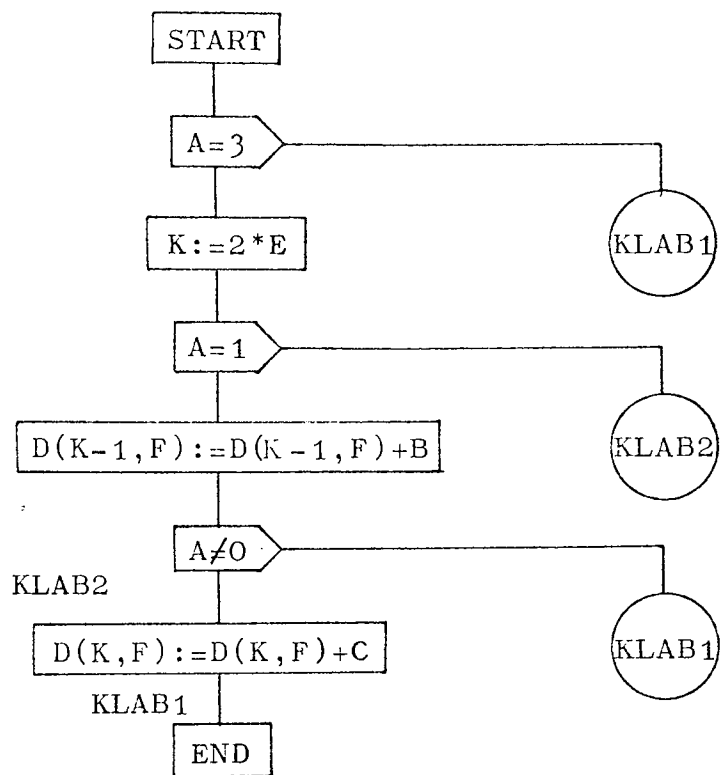 START
A=3
KLAB1
K:=2*E
A=1
KLAB2
D(K-1,F):=D(K-1,F)+B
A≠0
KLAB2
KLAB1
D(K,F):=D(K,F)+C
KLAB1
END